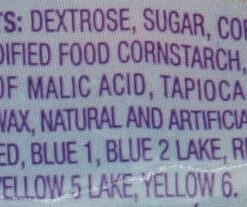 TS: DEXTROSE, SUGAR, CO
DIFIED FOOD CORNSTARCH,
OF MALIC ACID, TAPIOCA
WAX, NATURAL AND ARTIFICIA
ED, BLUE 1, BLUE 2 LAKE, R
YELLOW 5 LAKE, YELLOW 6.